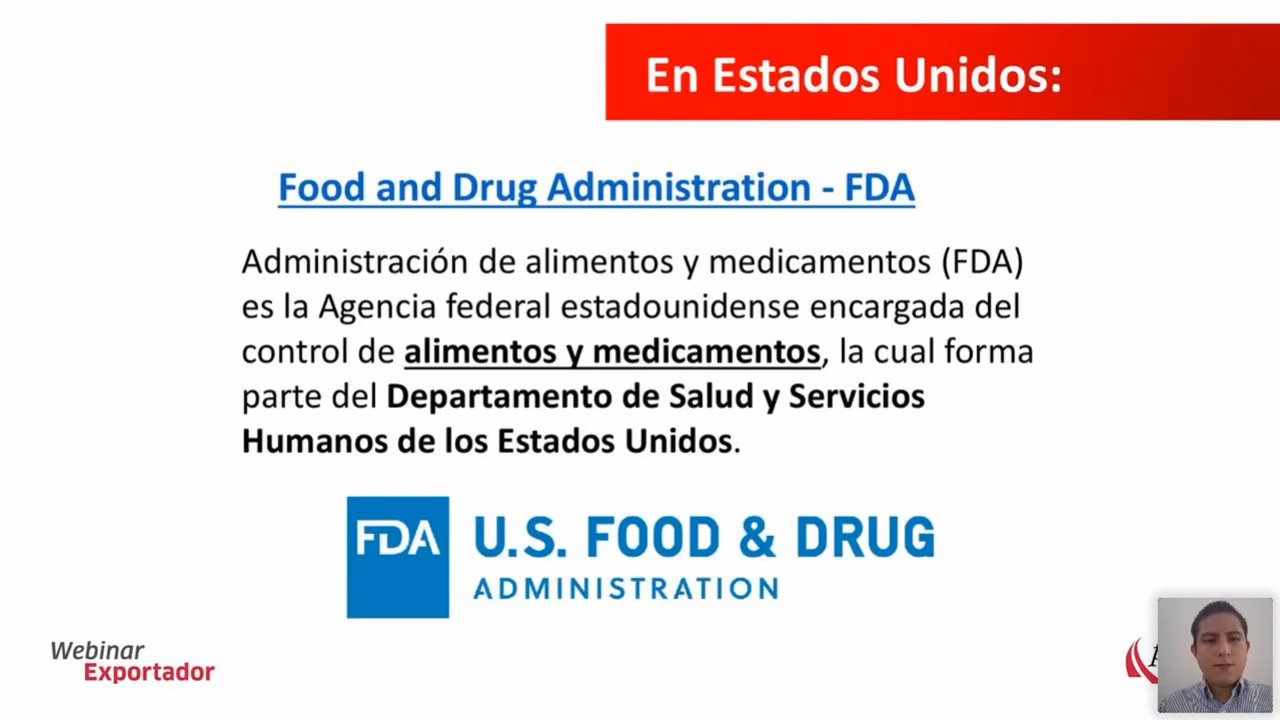 En Estados Unidos:
Food and Drug Administration - FDA
Administración de alimentos y medicamentos (FDA)
es la Agencia federal estadounidense encargada del
control de alimentos y medicamentos, la cual forma
parte del Departamento de Salud y Servicios
Humanos de los Estados Unidos.
FDA U.S. FOOD & DRUG
ADMINISTRATION
Webinar
Exportador